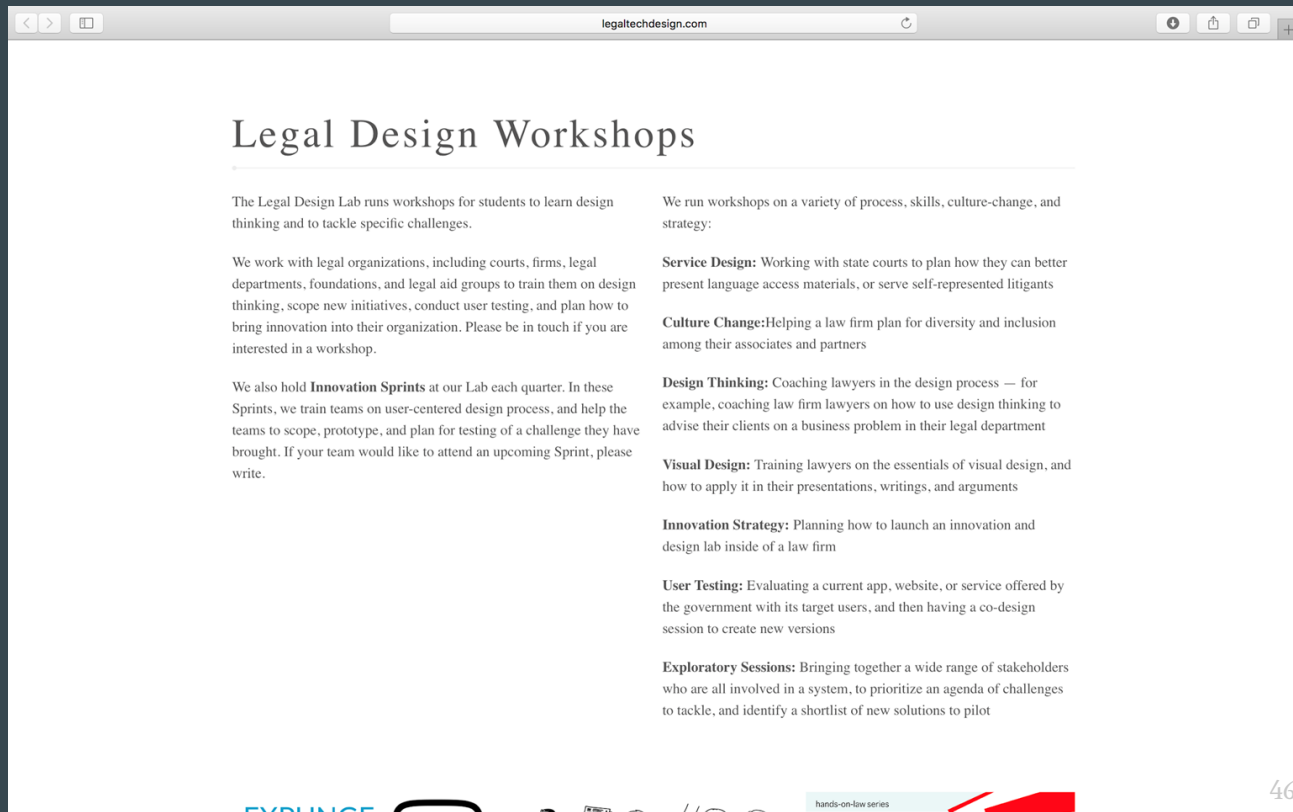 legaltechdesign.com
Legal Design Workshops
The Legal Design Lab runs workshops for students to learn design
thinking and to tackle specific challenges.
We work with legal organizations, including courts, firms, legal
departments, foundations, and legal aid groups to train them on design
thinking, scope new initiatives, conduct user testing, and plan how to
bring innovation into their organization. Please be in touch if you are
interested in a workshop.
We also hold Innovation Sprints at our Lab each quarter. In these
Sprints, we train teams on user-centered design process, and help the
teams to scope, prototype, and plan for testing of a challenge they have
brought. If your team would like to attend an upcoming Sprint, please
write.
We run workshops on a variety of process, skills, culture-change, and
strategy:
Service Design: Working with state courts to plan how they can better
present language access materials, or serve self-represented litigants
Culture Change:Helping a law firm plan for diversity and inclusion
among their associates and partners
Design Thinking: Coaching lawyers in the design process — for
example, coaching law firm lawyers on how to use design thinking to
advise their clients on a business problem in their legal department
Visual Design: Training lawyers on the essentials of visual design, and
how to apply it in their presentations, writings, and arguments
Innovation Strategy: Planning how to launch an innovation and
design lab inside of a law firm
User Testing: Evaluating a current app, website, or service offered by
the government with its target users, and then having a co-design
session to create new versions
Exploratory Sessions: Bringing together a wide range of stakeholders
who are all involved in a system, to prioritize an agenda of challenges
to tackle, and identify a shortlist of new solutions to pilot
EXPUNGE
hands-on-law series
46